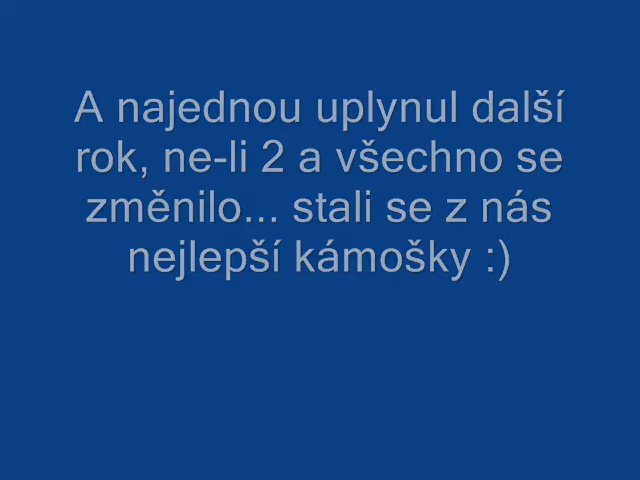 A najednou uplynul další
rok, ne-li 2 a všechno se
změnilo... stali se z nás
nejlepší kámošky :)